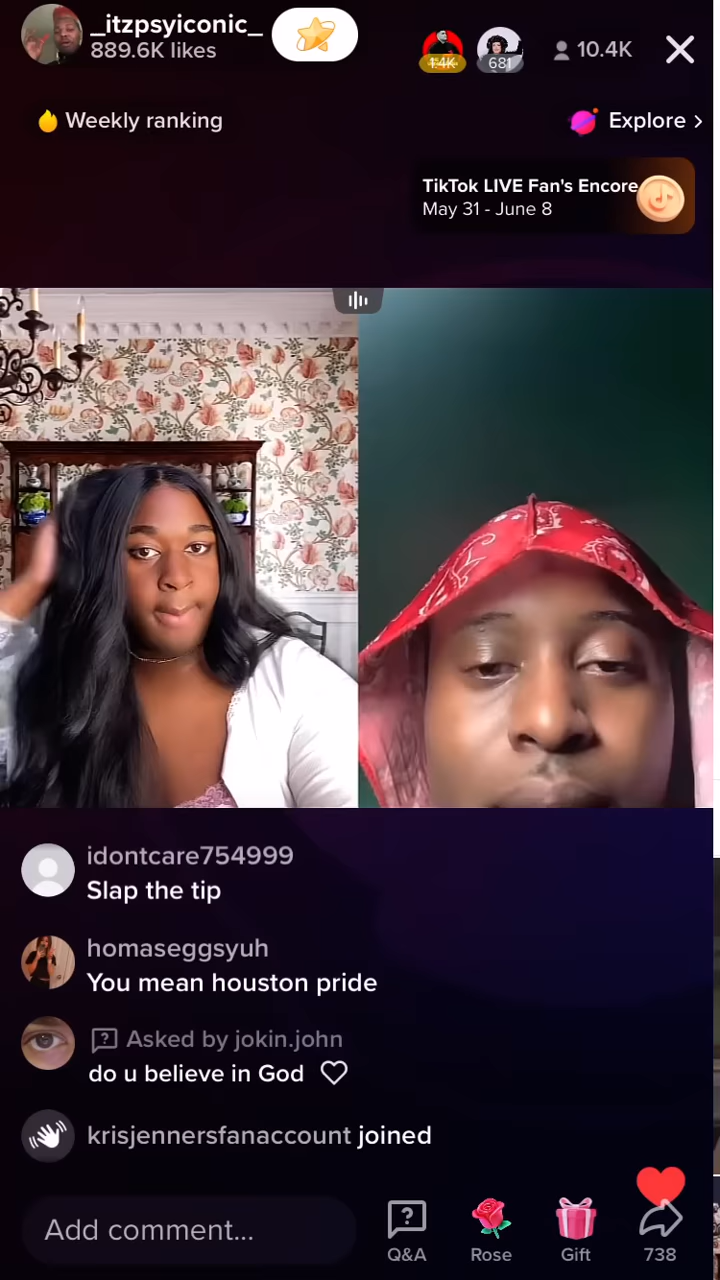 _itzpsyiconic_
889.6K likes
1.4K
681
10.4K
Weekly ranking
Explore >
TikTok LIVE Fan's Encore
May 31 - June 8
idontcare754999
Slap the tip
homaseggsyuh
You mean houston pride
Asked by jokin.john
do u believe in God
krisjennersfanaccount joined
Add comment...
Q&A
Rose
Gift
738